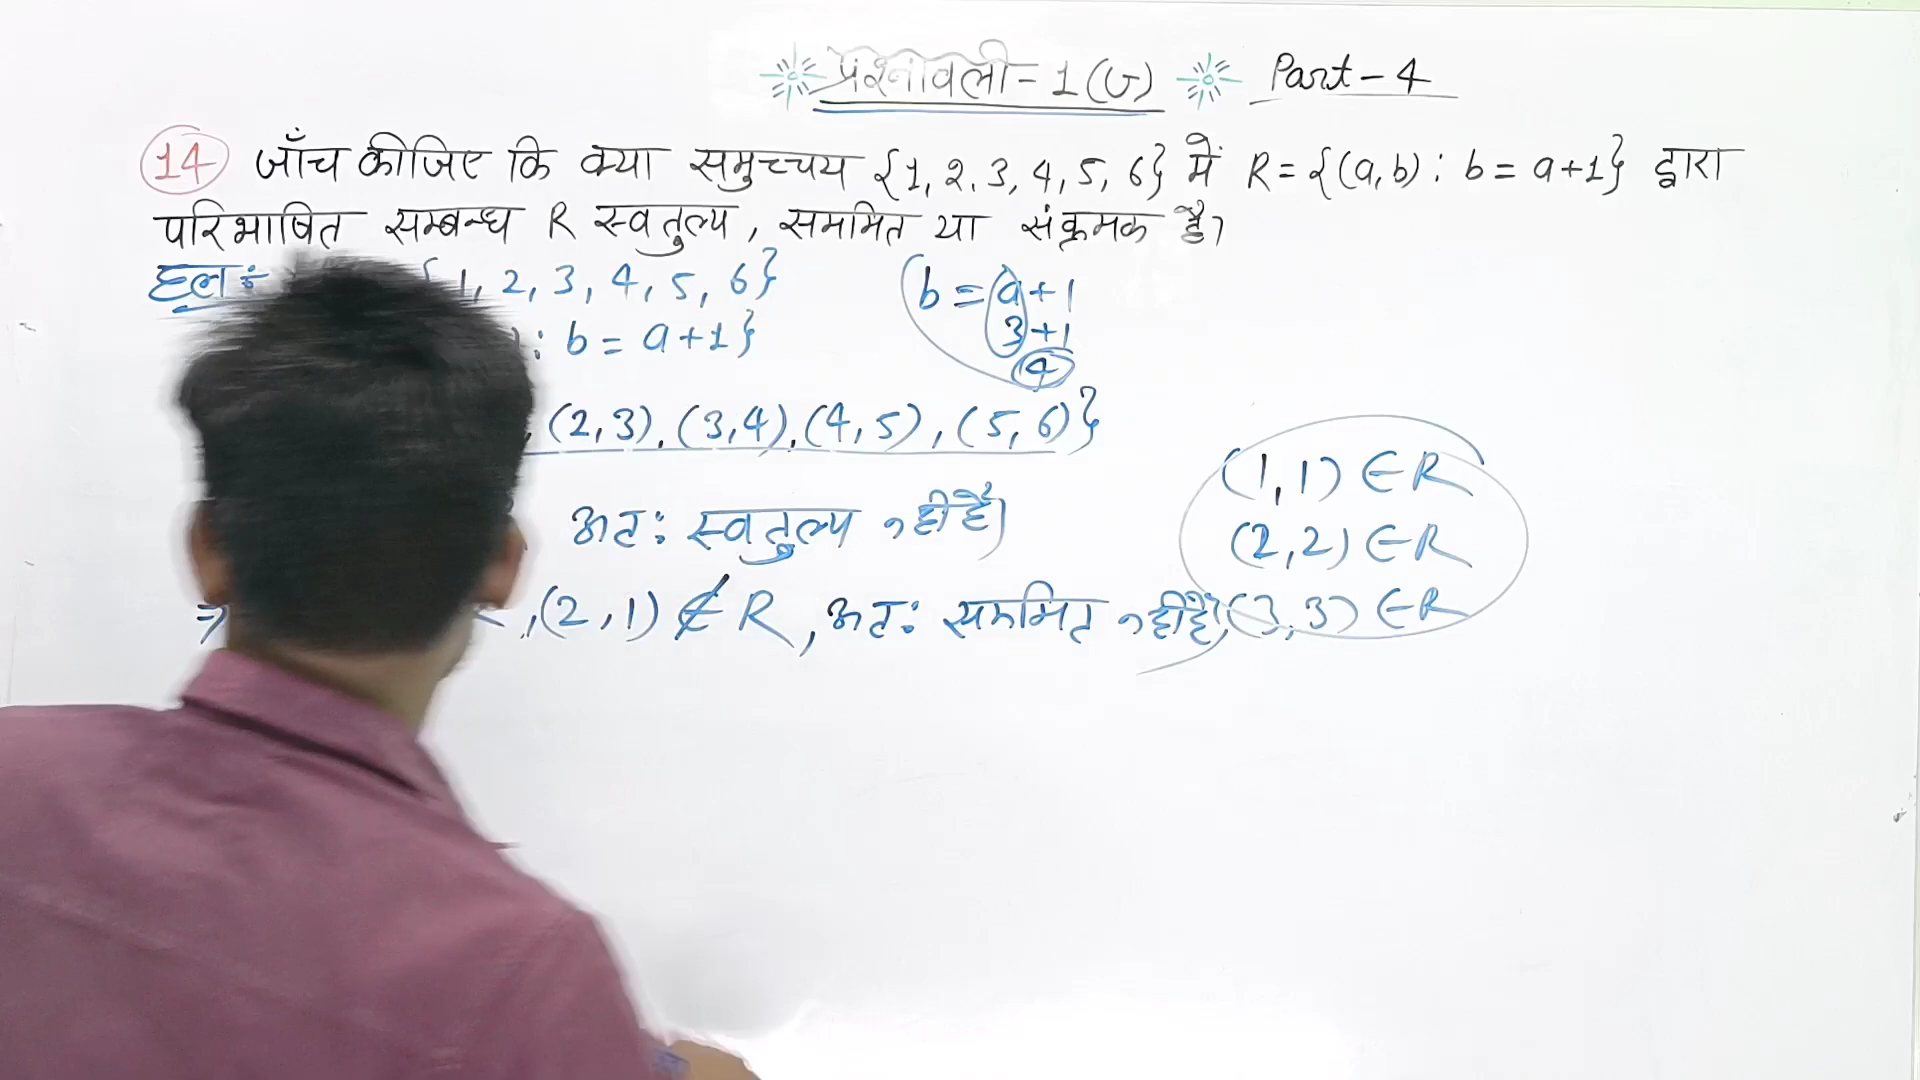 प्रश्नावली-1(U) Part-4
14 जाँच कीजिए कि क्या समुच्चय {1, 2, 3, 4, 5, 6} में R = {(a,b) : b = a+1} द्वारा
परिभाषित सम्बन्ध R स्वतुल्य, सममित या संक्रमक है।
हल ÷ {1, 2, 3, 4, 5, 6}
: b = a+1}
b = a+1
3+1
4
, (2,3), (3,4), (4,5), (5,6)}
अतः स्वतुल्य नहीं है।
, (2,1) ∉ R, अतः सममित नहीं है।
(1,1) ∈ R
(2,2) ∈ R
(3,3) ∈ R